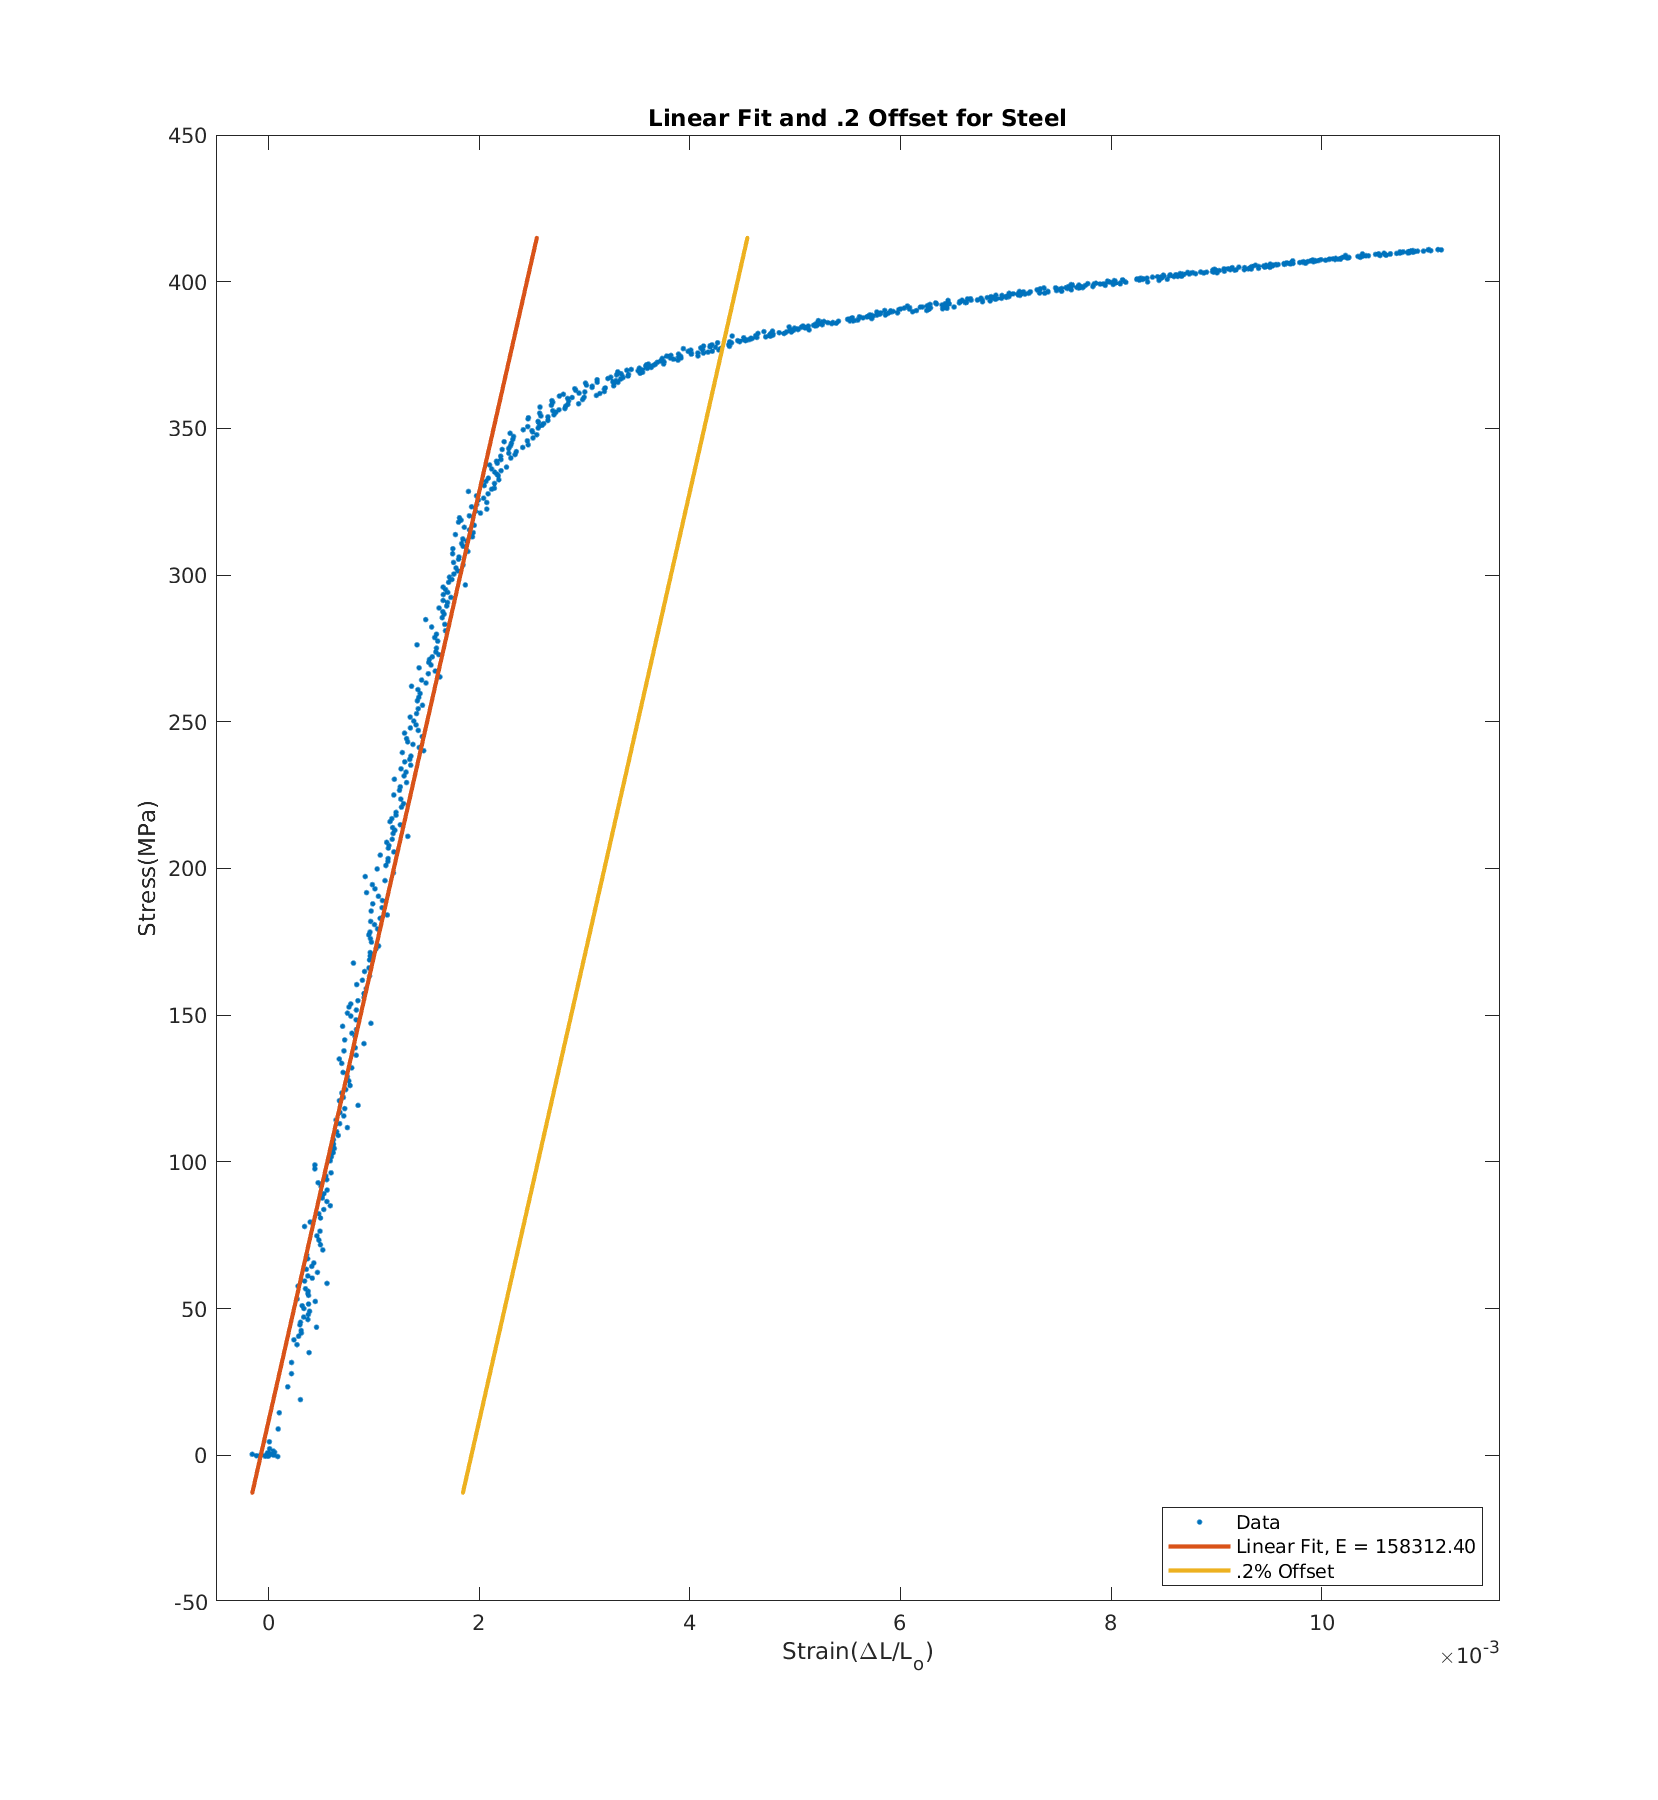 Linear Fit and .2 Offset for Steel
450
400
350
300
250
200
150
100
50
0
-50
Stress(MPa)
0 2 4 6 8 10
×10-3
Strain(ΔL/Lo)
Data
Linear Fit, E = 158312.40
.2% Offset